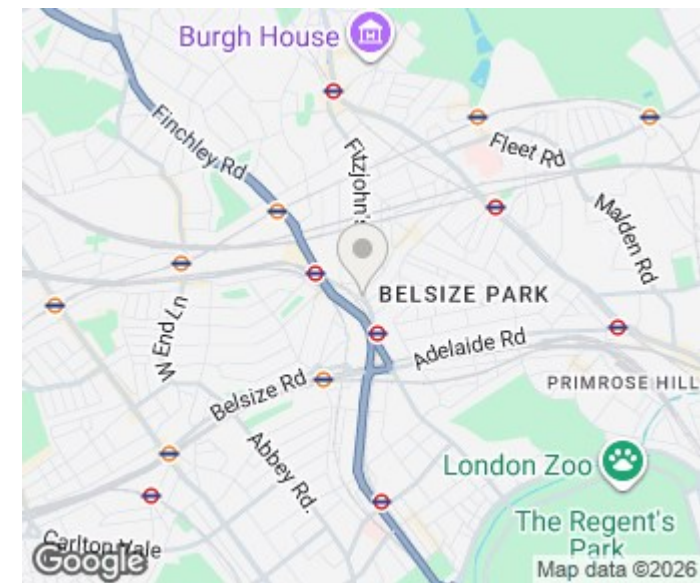 Burgh House
Finchley Rd
Fitzjohn's
Fleet Rd
Malden Rd
BELSIZE PARK
W End Ln
Adelaide Rd
Belsize Rd
PRIMROSE HILL
Abbey Rd.
London Zoo
The Regent's
Park
Carlton Vale
Google
Map data ©2026